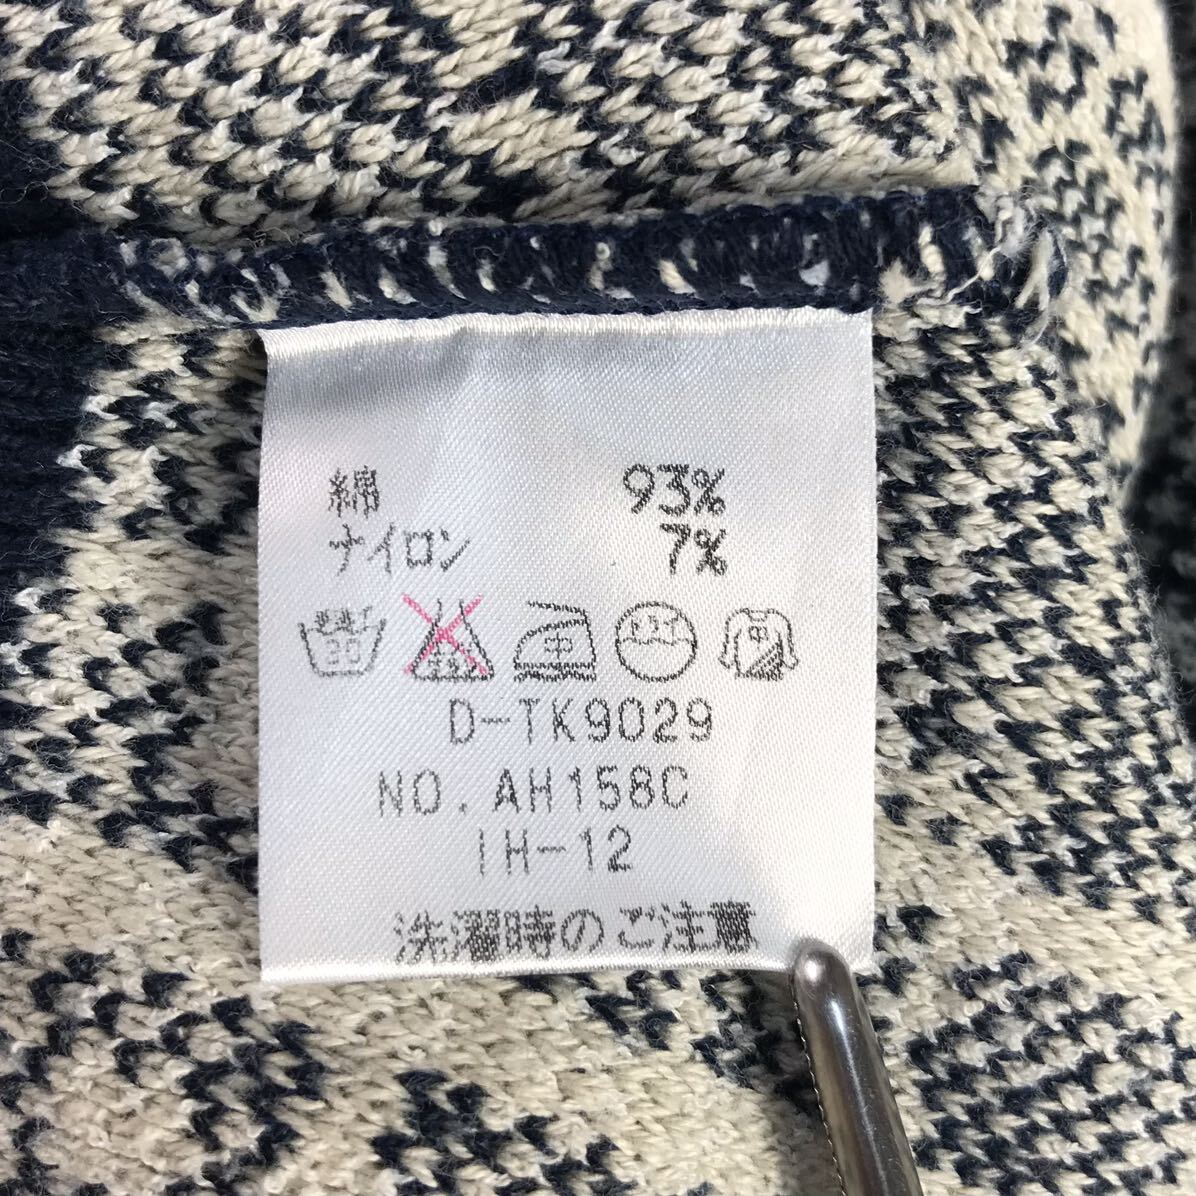 綿 93%
ナイロン 7%
D-TK9029
NO.AH158C
IH-12
洗濯時のご注意